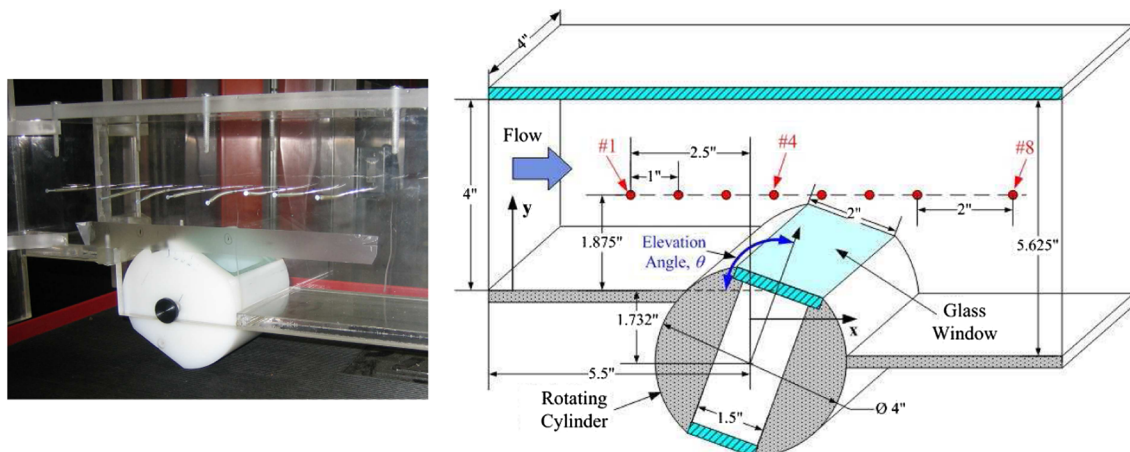 4"
Flow
#1
2.5"
#4
#8
1"
4"
y
1.875"
Elevation
Angle, θ
2"
2"
5.625"
1.732"
x
Glass
Window
5.5"
Rotating
Cylinder
1.5"
Ø 4"